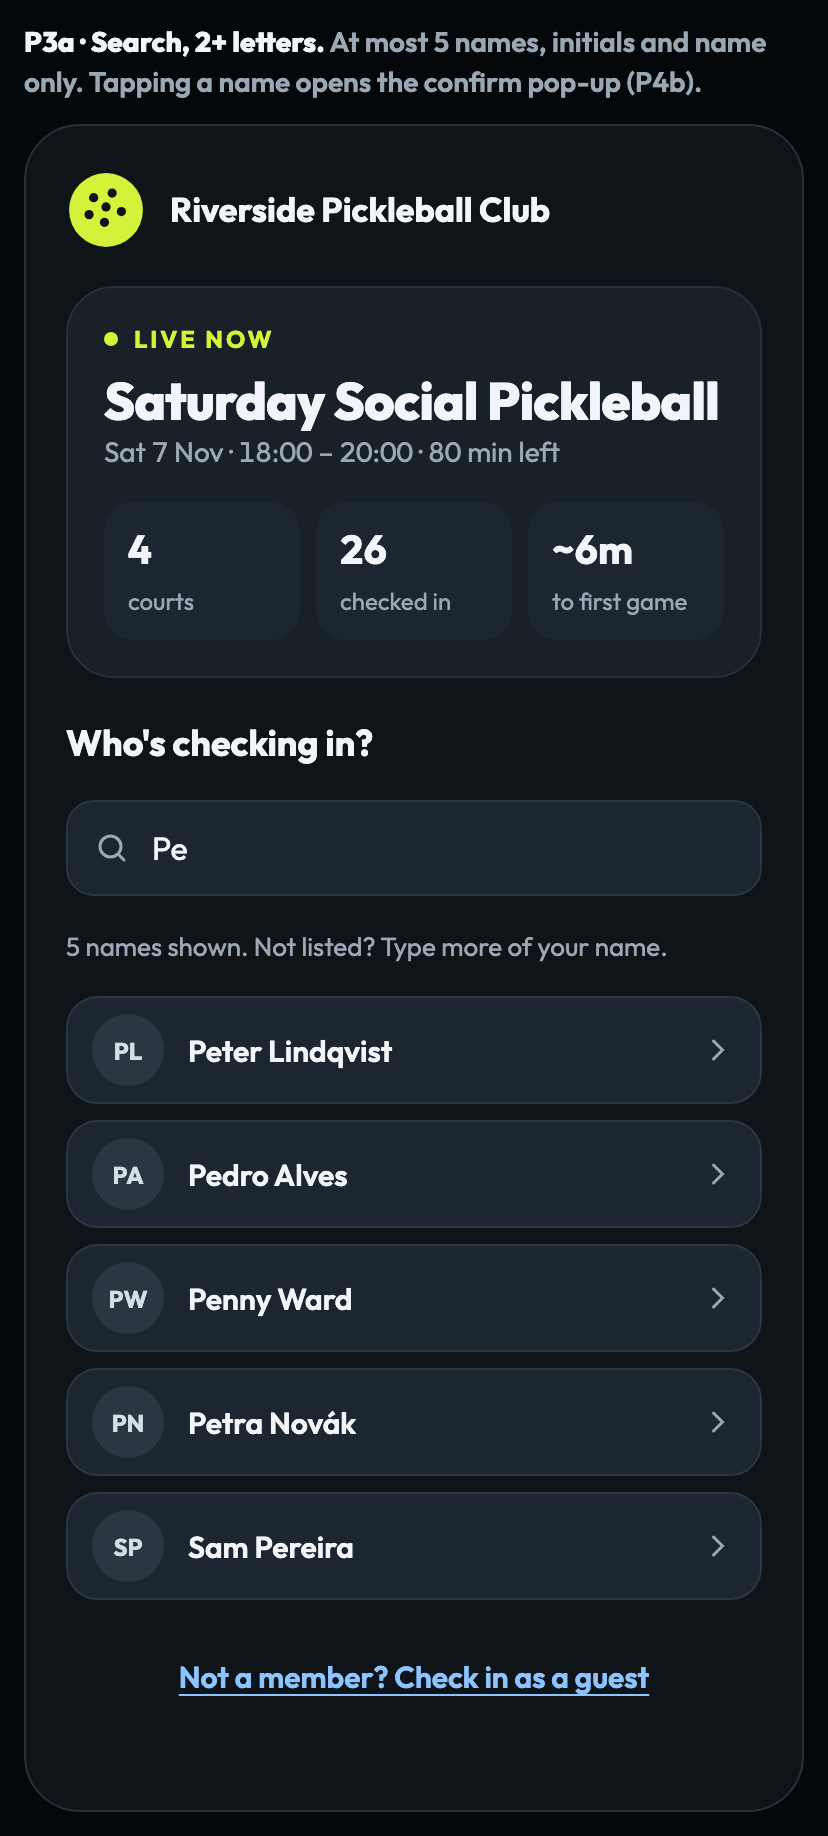 P3a · Search, 2+ letters. At most 5 names, initials and name
only. Tapping a name opens the confirm pop-up (P4b).
Riverside Pickleball Club
LIVE NOW
Saturday Social Pickleball
Sat 7 Nov · 18:00 – 20:00 · 80 min left
4
courts
26
checked in
~6m
to first game
Who's checking in?
Pe
5 names shown. Not listed? Type more of your name.
PL Peter Lindqvist
PA Pedro Alves
PW Penny Ward
PN Petra Novák
SP Sam Pereira
Not a member? Check in as a guest